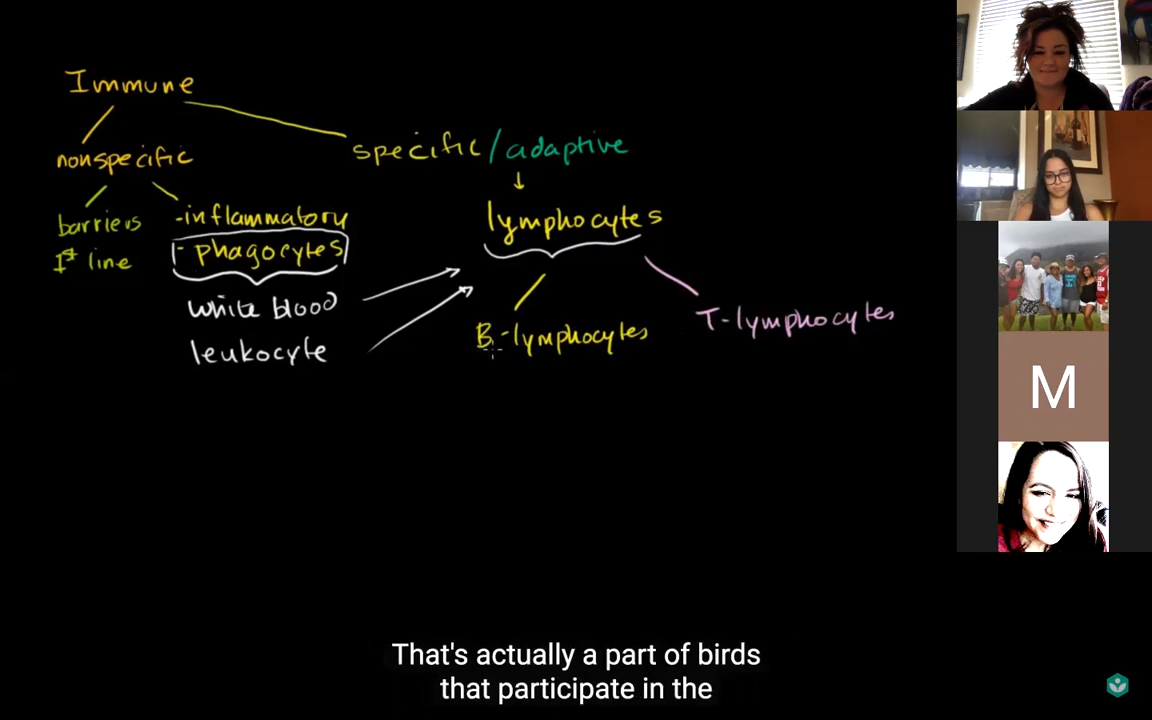 Immune
nonspecific
specific/adaptive
barriers
1st line
-inflammatory
- phagocytes
white blood
leukocyte
lymphocytes
B-lymphocytes
T-lymphocytes
M
That's actually a part of birds
that participate in the